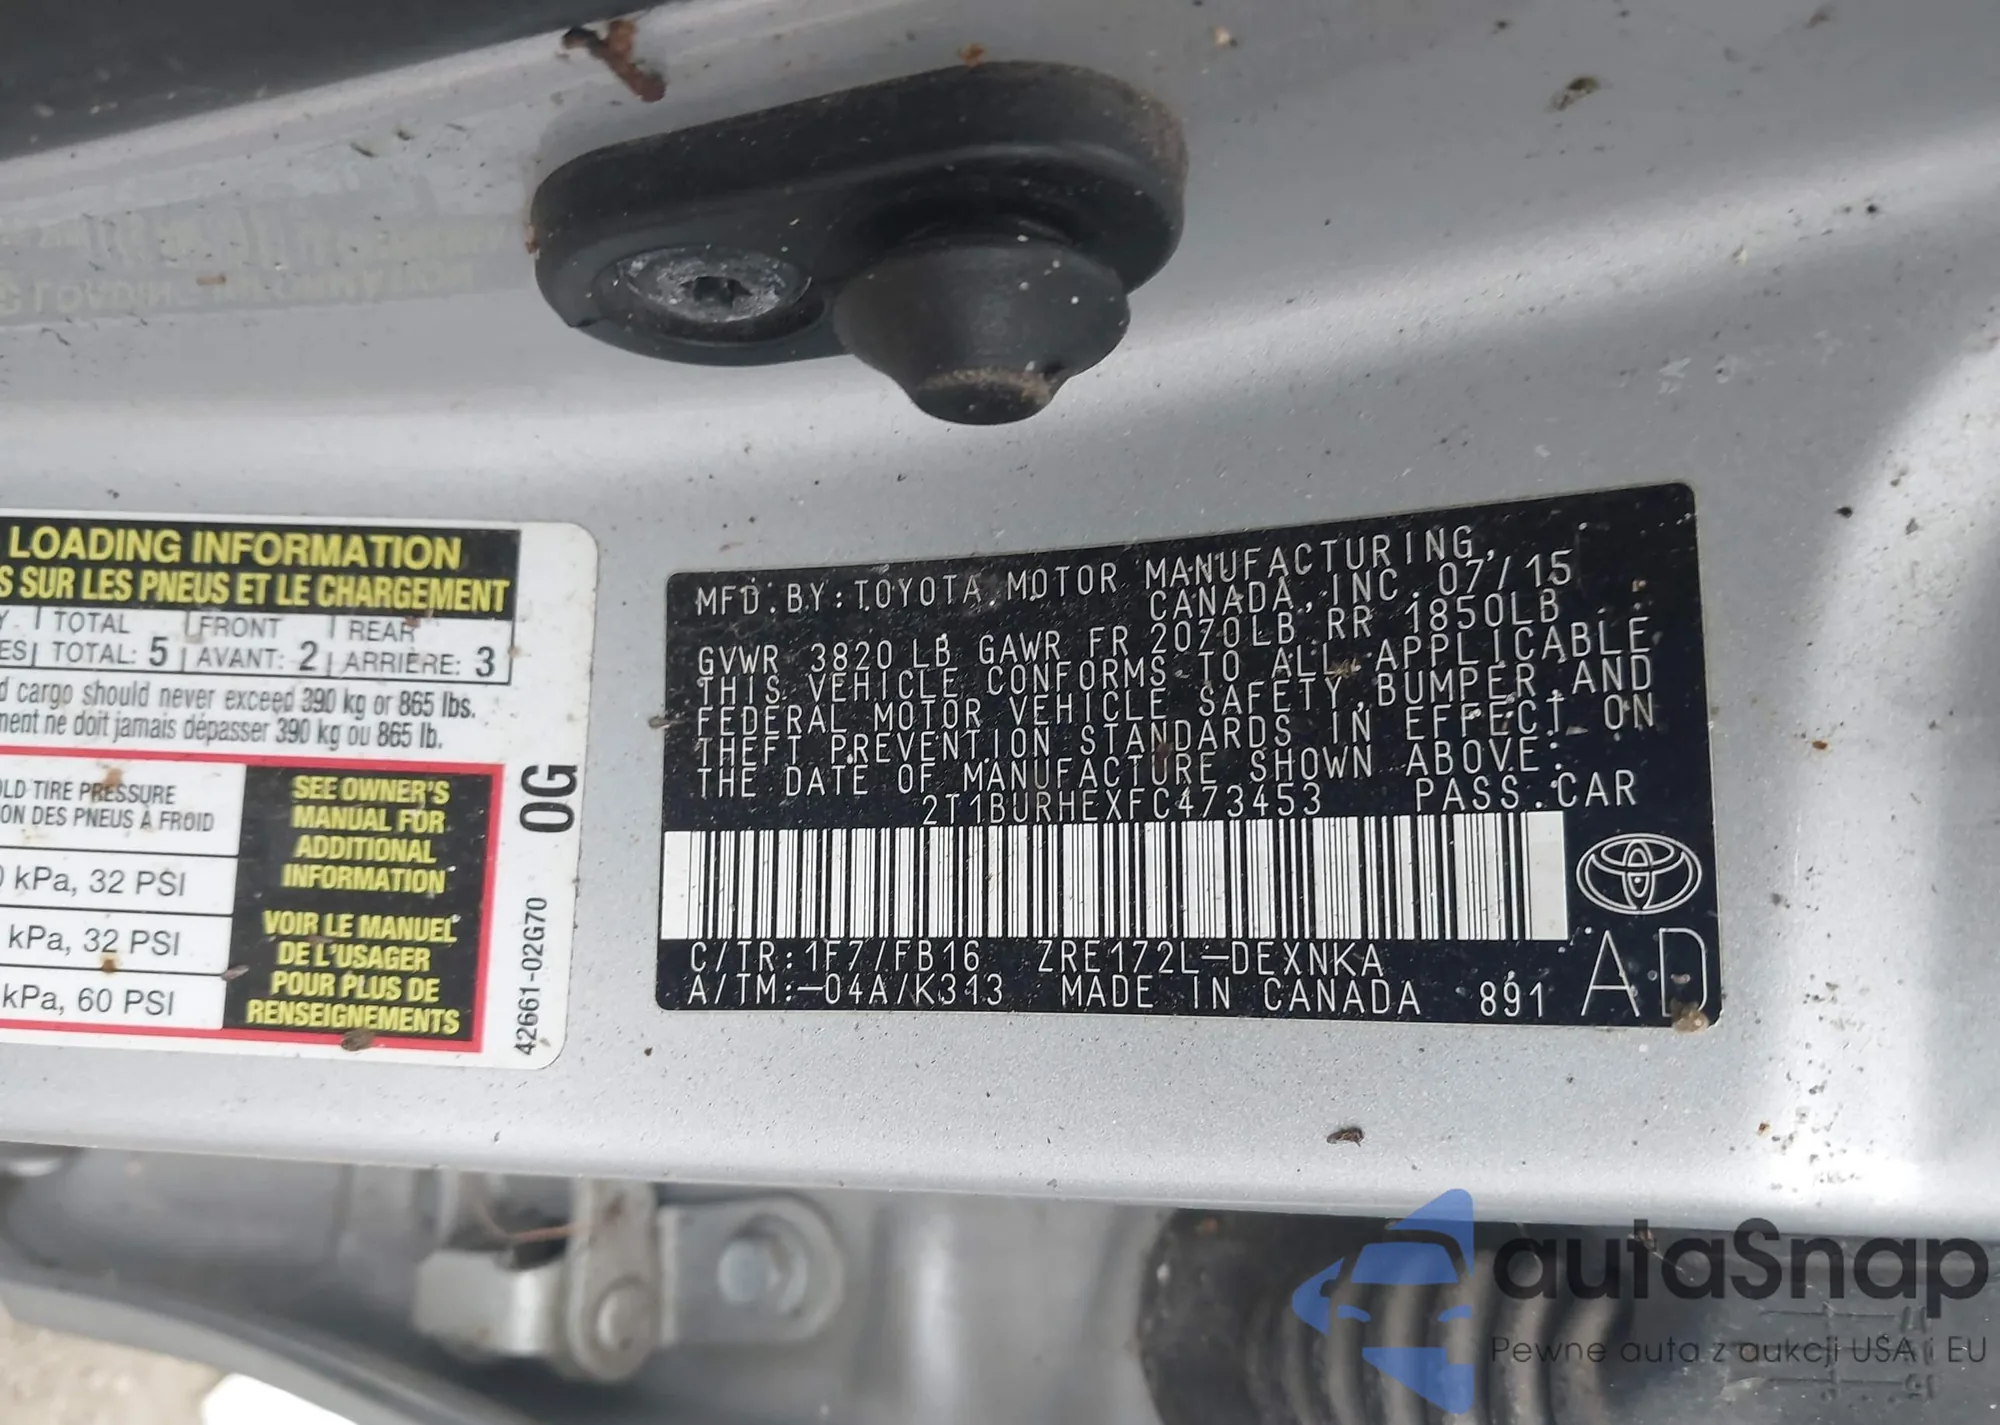 LOADING INFORMATION
S SUR LES PNEUS ET LE CHARGEMENT
TOTAL FRONT REAR
TOTAL: 5 AVANT: 2 ARRIÈRE: 3
d cargo should never exceed 390 kg or 865 lbs.
ment ne doit jamais dépasser 390 kg ou 865 lb.
LD TIRE PRESSURE
ON DES PNEUS À FROID
0 kPa, 32 PSI
kPa, 32 PSI
kPa, 60 PSI
SEE OWNER'S
MANUAL FOR
ADDITIONAL
INFORMATION
VOIR LE MANUEL
DE L'USAGER
POUR PLUS DE
RENSEIGNEMENTS
0G
42661-02G70
MFD.BY:TOYOTA MOTOR MANUFACTURING,
CANADA, INC. 07/15
GVWR 3820 LB GAWR FR 2070LB RR 1850LB
THIS VEHICLE CONFORMS TO ALL APPLICABLE
FEDERAL MOTOR VEHICLE SAFETY, BUMPER, AND
THEFT PREVENTION STANDARDS IN EFFECT ON
THE DATE OF MANUFACTURE SHOWN ABOVE:
2T1BURHEXFC473453 PASS.CAR
C/TR:1F7/FB16 ZRE172L-DEXNKA
A/TM:-04A/K313 MADE IN CANADA 891
AD
autaSnap
Pewne auta z aukcji USA i EU